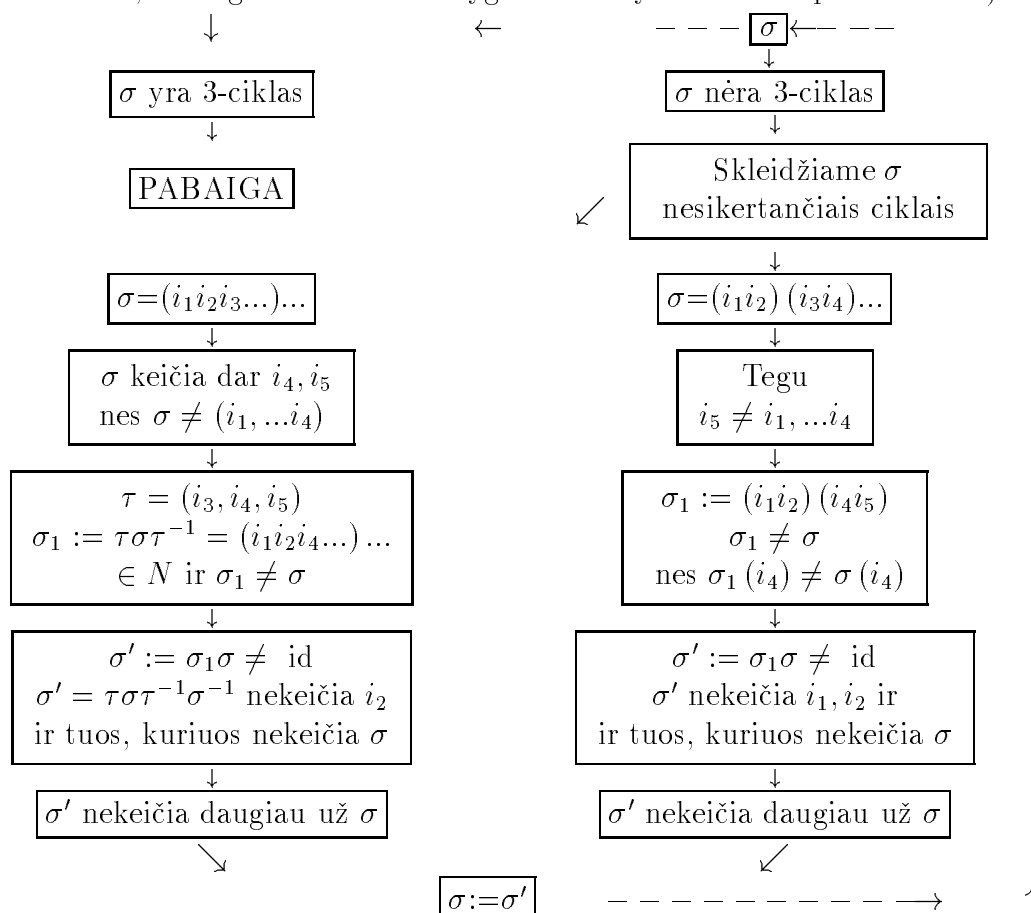 σ
σ yra 3-ciklas
σ nėra 3-ciklas
PABAIGA
Skleidžiame σ
nesikertančiais ciklais
σ=(i₁i₂i₃...)...
σ=(i₁i₂) (i₃i₄)...
σ keičia dar i₄, i₅
nes σ ≠ (i₁, ...i₄)
Tegu
i₅ ≠ i₁, ...i₄
τ = (i₃, i₄, i₅)
σ₁ := τστ⁻¹ = (i₁i₂i₄...) ...
∈ N ir σ₁ ≠ σ
σ₁ := (i₁i₂) (i₄i₅)
σ₁ ≠ σ
nes σ₁ (i₄) ≠ σ (i₄)
σ′ := σ₁σ ≠ id
σ′ = τστ⁻¹σ⁻¹ nekeičia i₂
ir tuos, kuriuos nekeičia σ
σ′ := σ₁σ ≠ id
σ′ nekeičia i₁, i₂ ir
ir tuos, kuriuos nekeičia σ
σ′ nekeičia daugiau už σ
σ′ nekeičia daugiau už σ
σ:=σ′